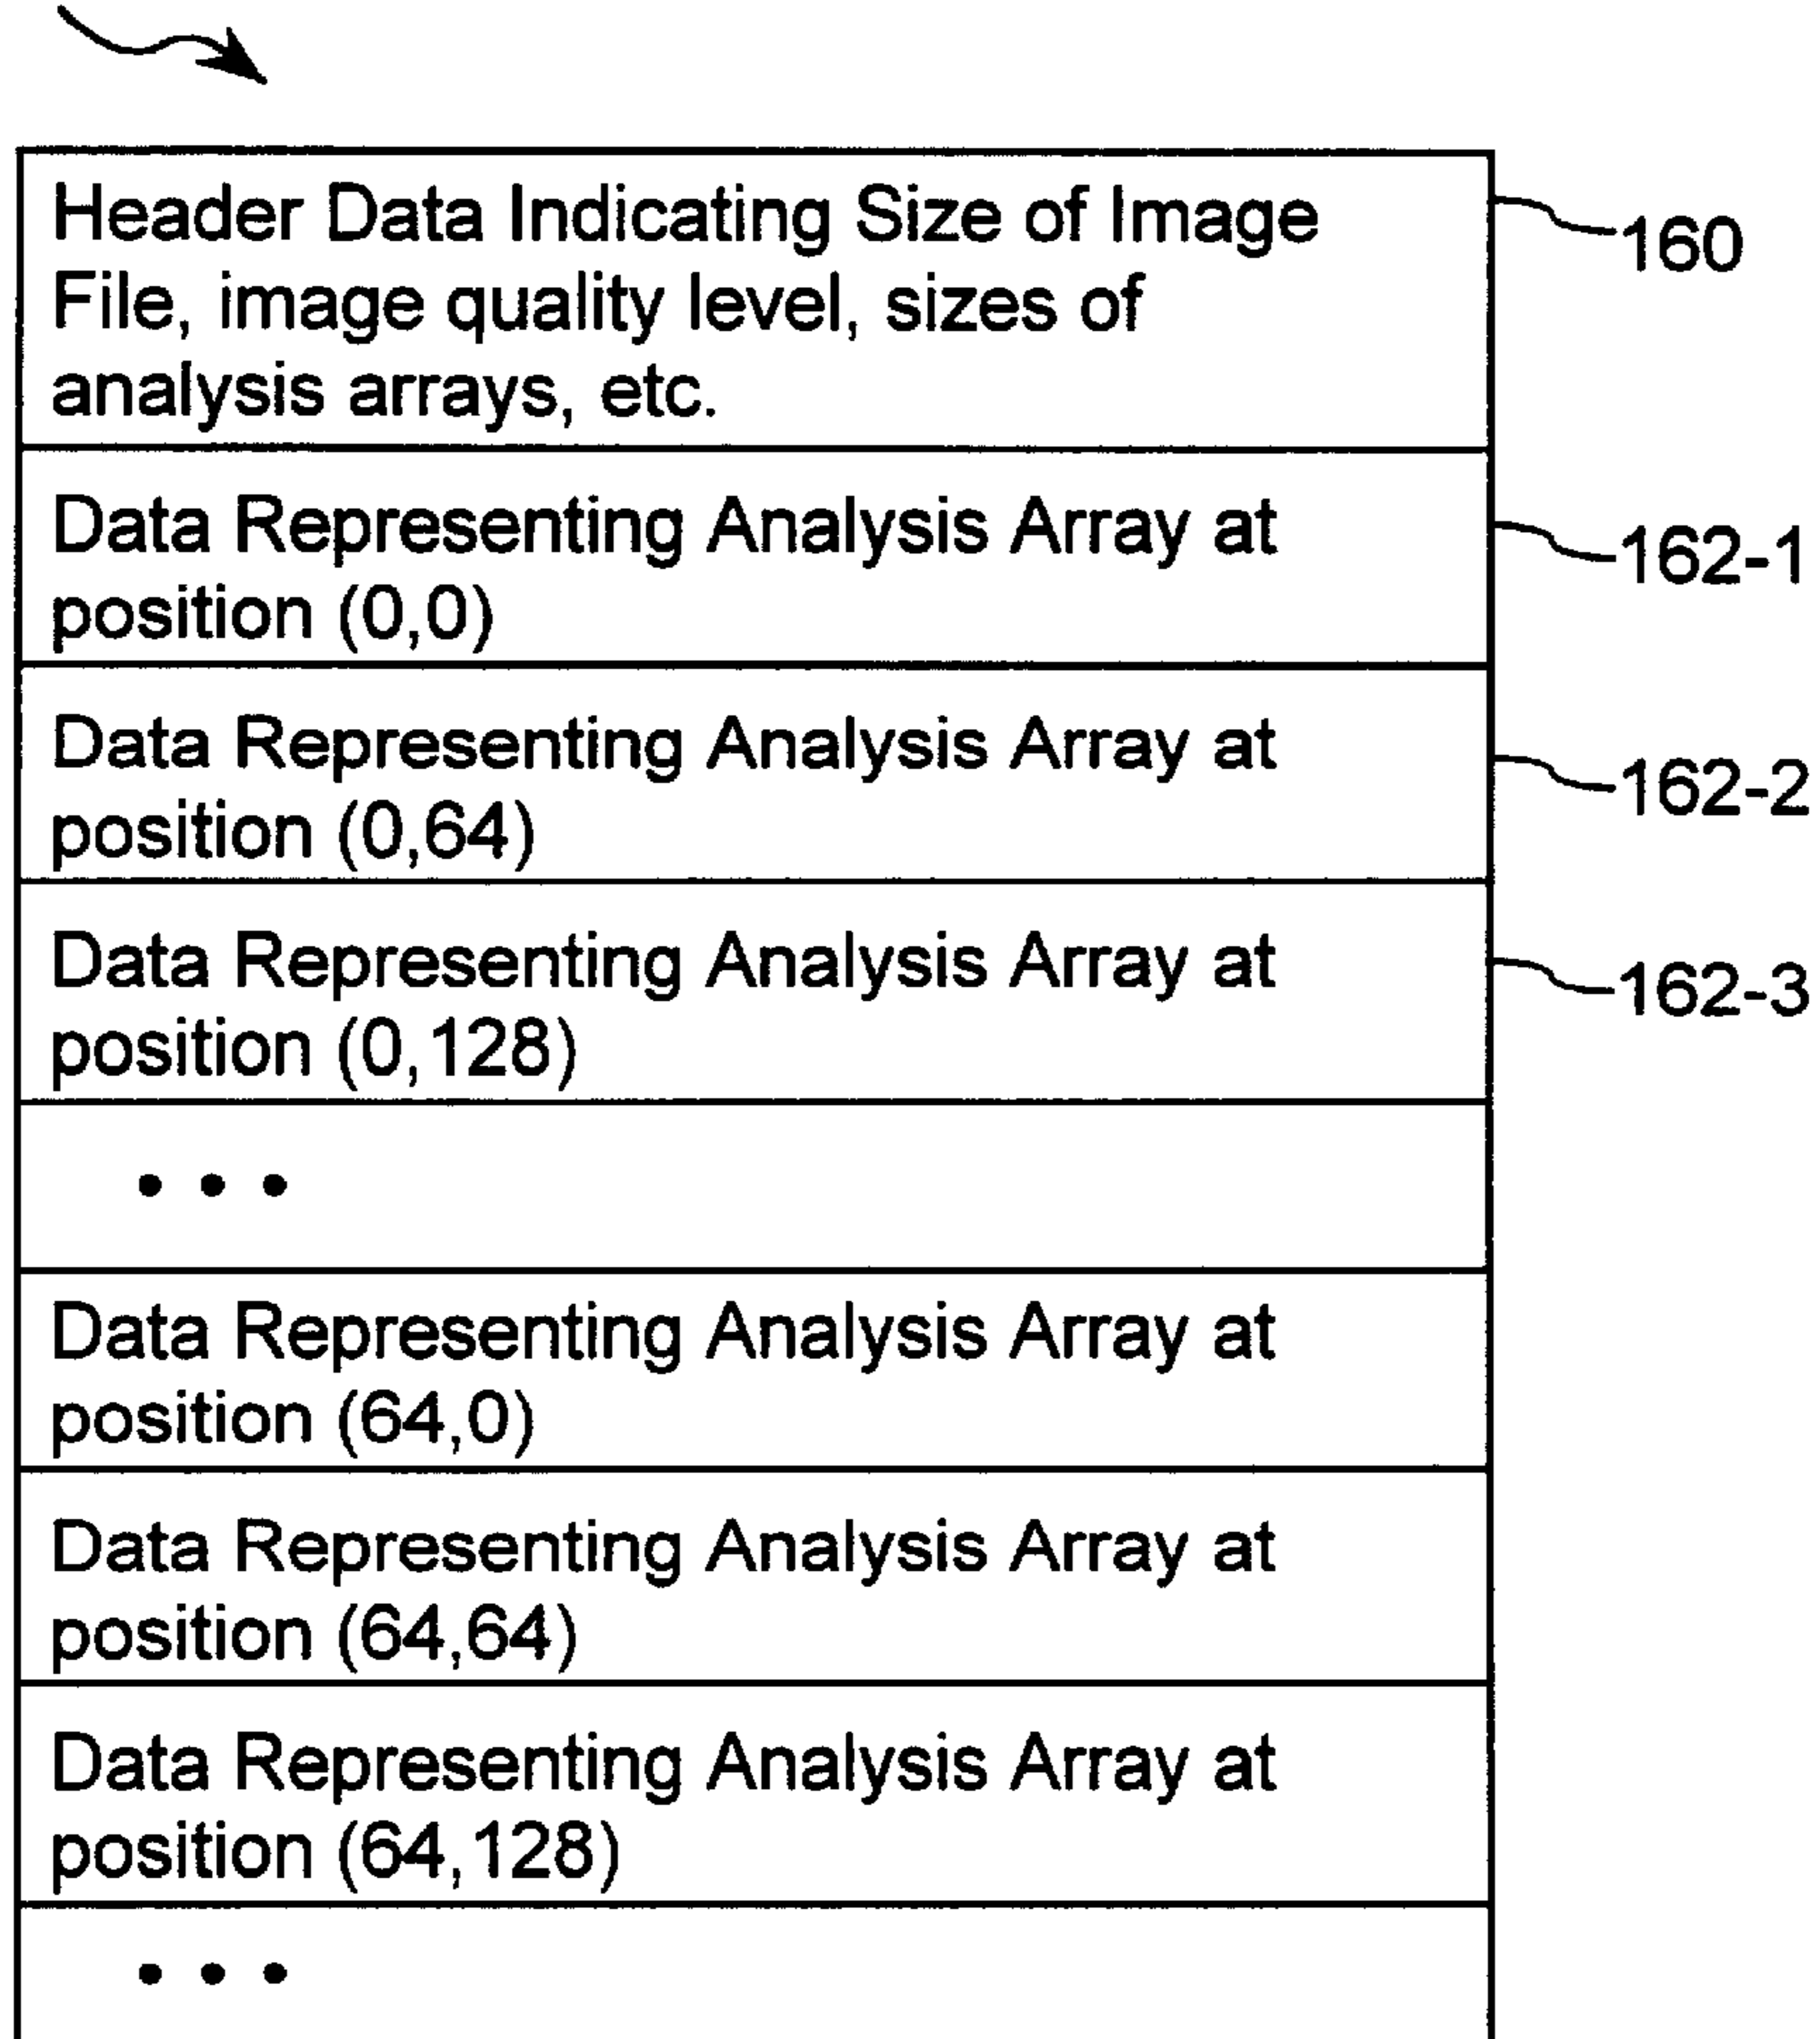 Header Data Indicating Size of Image
File, image quality level, sizes of
analysis arrays, etc.
160
Data Representing Analysis Array at
position (0,0)
162-1
Data Representing Analysis Array at
position (0,64)
162-2
Data Representing Analysis Array at
position (0,128)
162-3
• • •
Data Representing Analysis Array at
position (64,0)
Data Representing Analysis Array at
position (64,64)
Data Representing Analysis Array at
position (64,128)
• • •